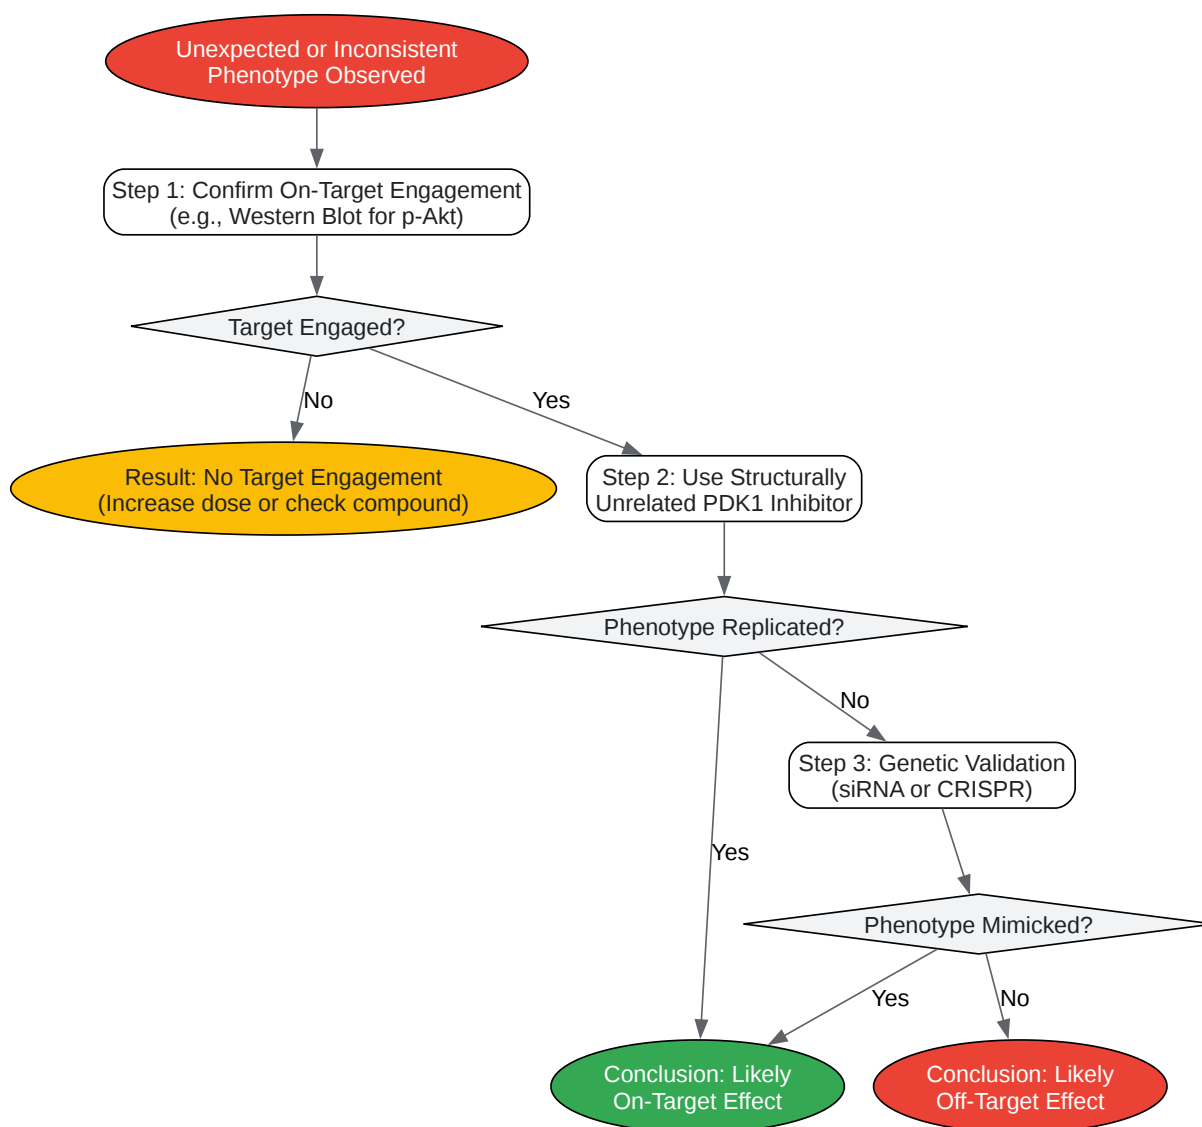 Unexpected or Inconsistent
Phenotype Observed
Step 1: Confirm On-Target Engagement
(e.g., Western Blot for p-Akt)
Target Engaged?
No
Yes
Result: No Target Engagement
(Increase dose or check compound)
Step 2: Use Structurally
Unrelated PDK1 Inhibitor
Phenotype Replicated?
No
Step 3: Genetic Validation
(siRNA or CRISPR)
Yes
Phenotype Mimicked?
Yes
No
Conclusion: Likely
On-Target Effect
Conclusion: Likely
Off-Target Effect